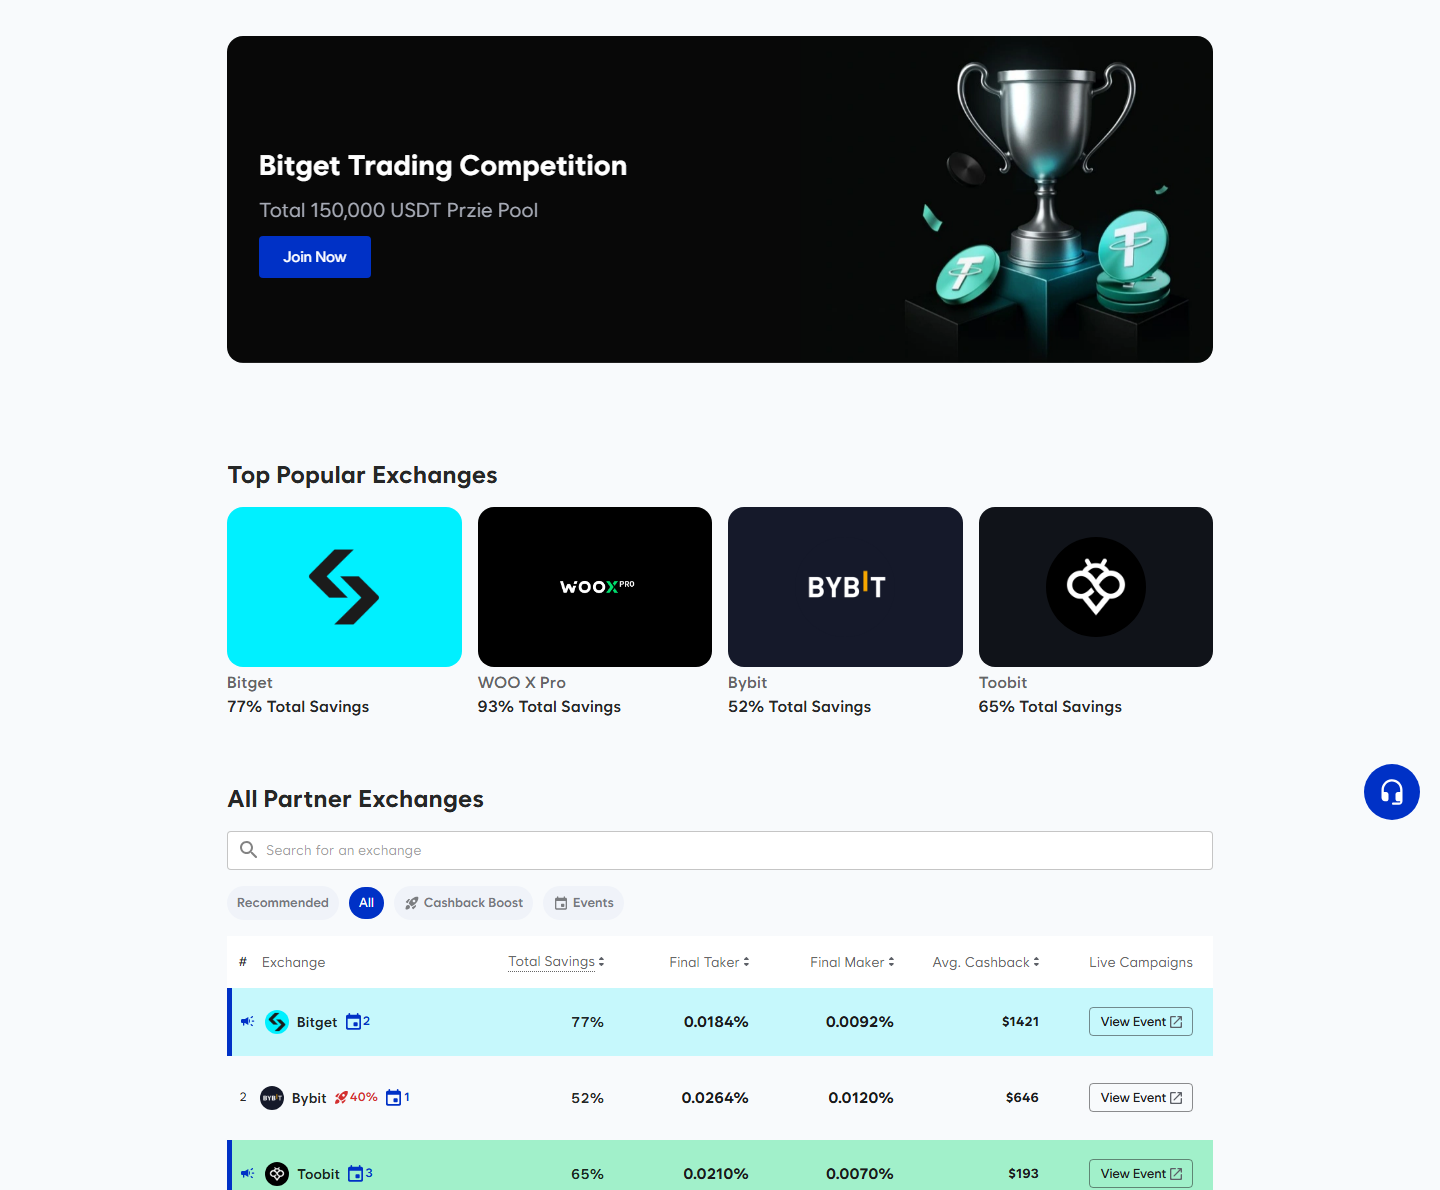 Bitget Trading Competition
Total 150,000 USDT Przie Pool
Join Now
Top Popular Exchanges
WOOX PRO
BYBIT
Bitget
WOO X Pro
Bybit
Toobit
77% Total Savings
93% Total Savings
52% Total Savings
65% Total Savings
All Partner Exchanges
Search for an exchange
Recommended All Cashback Boost Events
# Exchange Total Savings Final Taker Final Maker Avg. Cashback Live Campaigns
Bitget 2 77% 0.0184% 0.0092% $1421 View Event
2 BYBIT Bybit 40% 1 52% 0.0264% 0.0120% $646 View Event
Toobit 3 65% 0.0210% 0.0070% $193 View Event